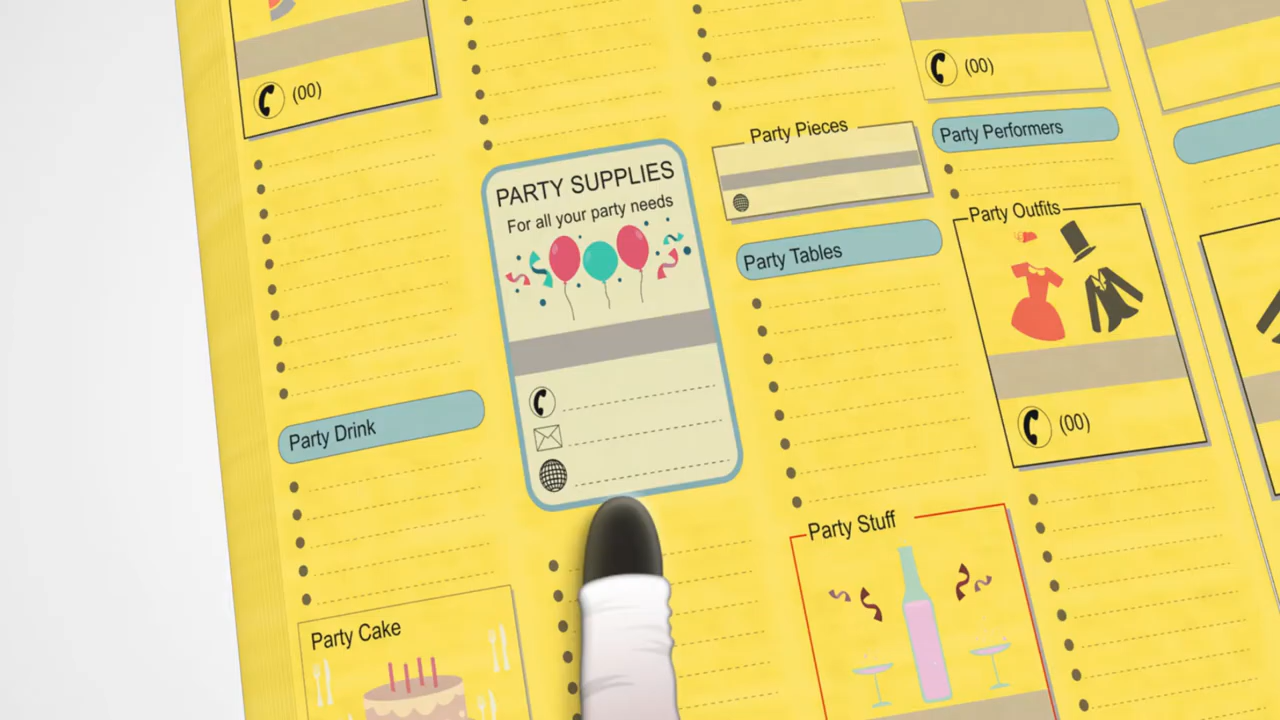 (00)
(00)
PARTY SUPPLIES
For all your party needs
Party Pieces
Party Performers
Party Outfits
(00)
Party Tables
Party Drink
Party Stuff
Party Cake